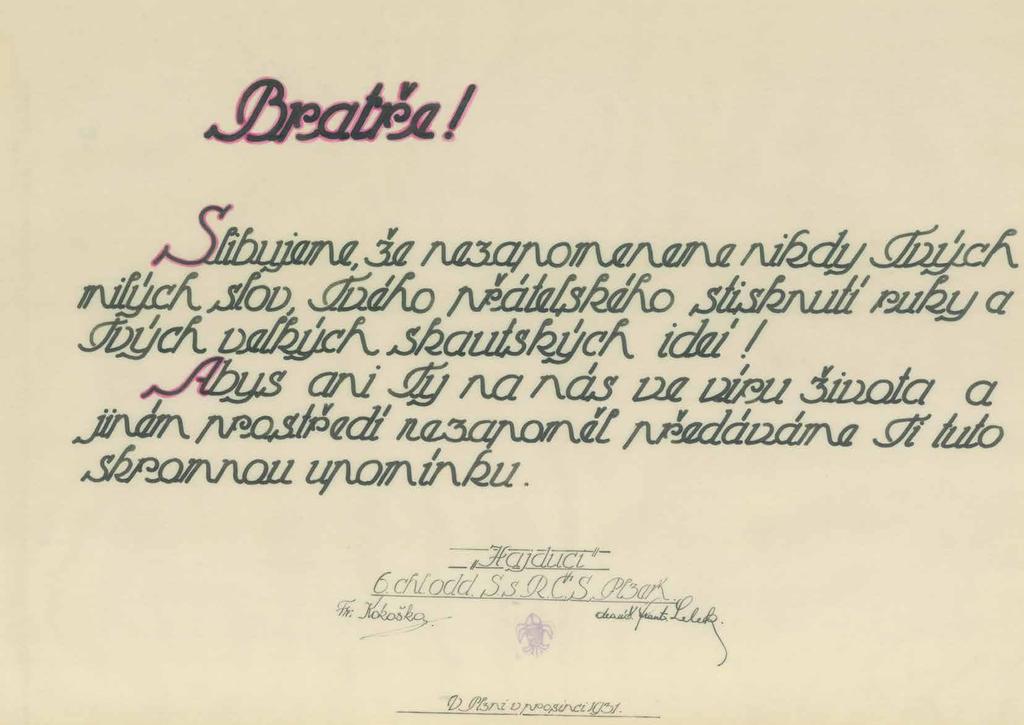 Bratře!
Slibujeme, že nezapomeneme nikdy Tvých
milých slov, Tvého přátelského stisknutí ruky a
Tvých velkých skautských ideí!
Abys ani Ty na nás ve víru života a
jiném prostředí nezapoměl předáváme Ti tuto
skromnou upomínku.
„Hajduci"
6. chl. odd. S.s.R.Č.S. Plzeň.
Fr: Kokoška. frant. Lelek.
V Plzni v prosinci 1931.